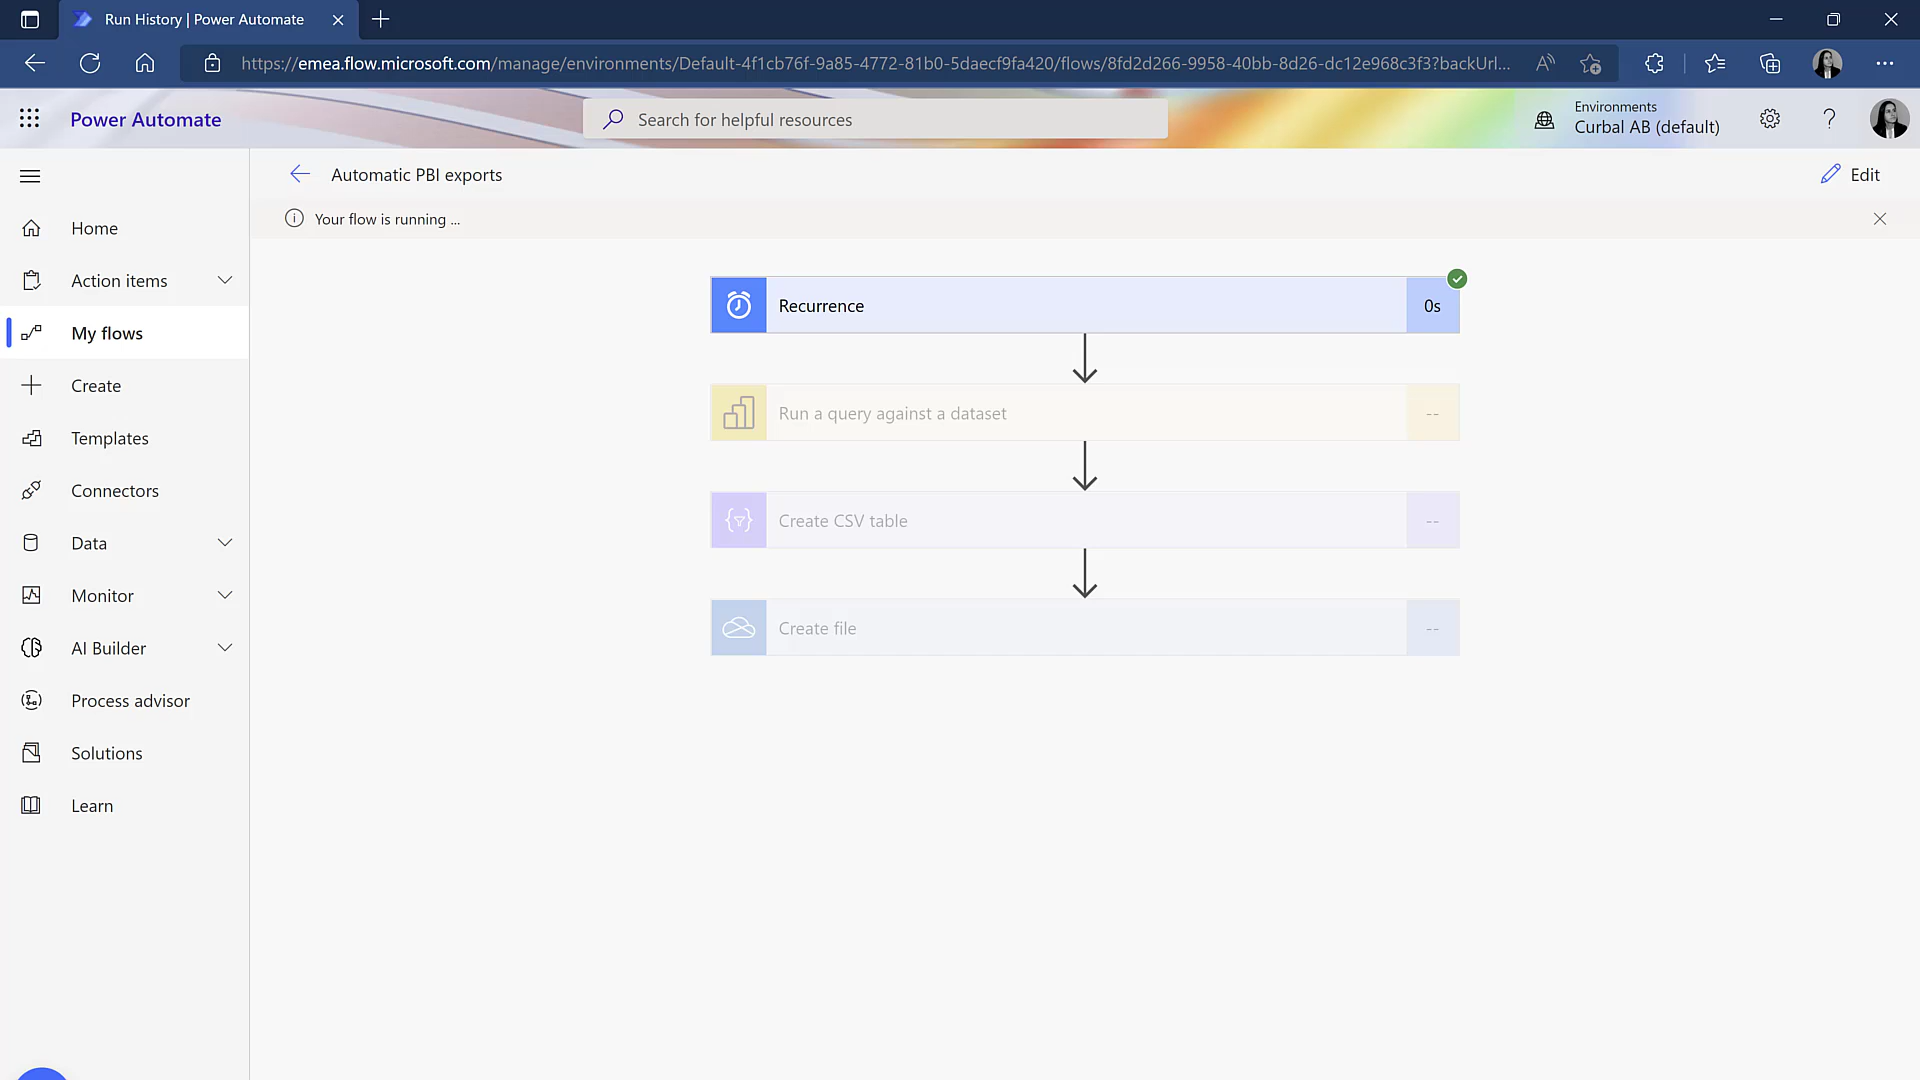 Run History | Power Automate
https://emea.flow.microsoft.com/manage/environments/Default-4f1cb76f-9a85-4772-81b0-5daecf9fa420/flows/8fd2d266-9958-40bb-8d26-dc12e968c3f3?backUrl...
Power Automate
Search for helpful resources
Environments
Curbal AB (default)
Automatic PBI exports
Edit
Your flow is running ...
Home
Action items
My flows
Create
Templates
Connectors
Data
Monitor
AI Builder
Process advisor
Solutions
Learn
Recurrence
0s
Run a query against a dataset
--
Create CSV table
--
Create file
--